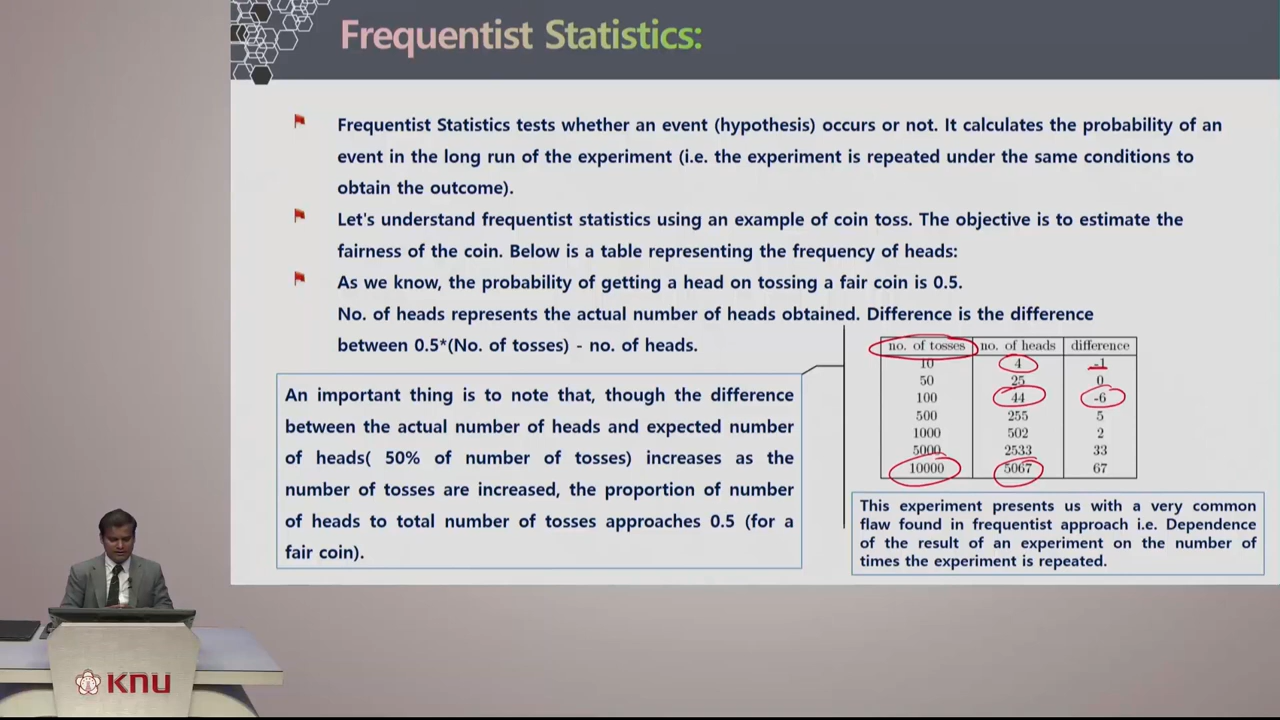 Frequentist Statistics:
Frequentist Statistics tests whether an event (hypothesis) occurs or not. It calculates the probability of an
event in the long run of the experiment (i.e. the experiment is repeated under the same conditions to
obtain the outcome).
Let's understand frequentist statistics using an example of coin toss. The objective is to estimate the
fairness of the coin. Below is a table representing the frequency of heads:
As we know, the probability of getting a head on tossing a fair coin is 0.5.
No. of heads represents the actual number of heads obtained. Difference is the difference
between 0.5*(No. of tosses) - no. of heads.
no. of tosses no. of heads difference
10 4 -1
50 25 0
100 44 -6
500 255 5
1000 502 2
5000 2533 33
10000 5067 67
An important thing is to note that, though the difference
between the actual number of heads and expected number
of heads( 50% of number of tosses) increases as the
number of tosses are increased, the proportion of number
of heads to total number of tosses approaches 0.5 (for a
fair coin).
This experiment presents us with a very common
flaw found in frequentist approach i.e. Dependence
of the result of an experiment on the number of
times the experiment is repeated.
KNU